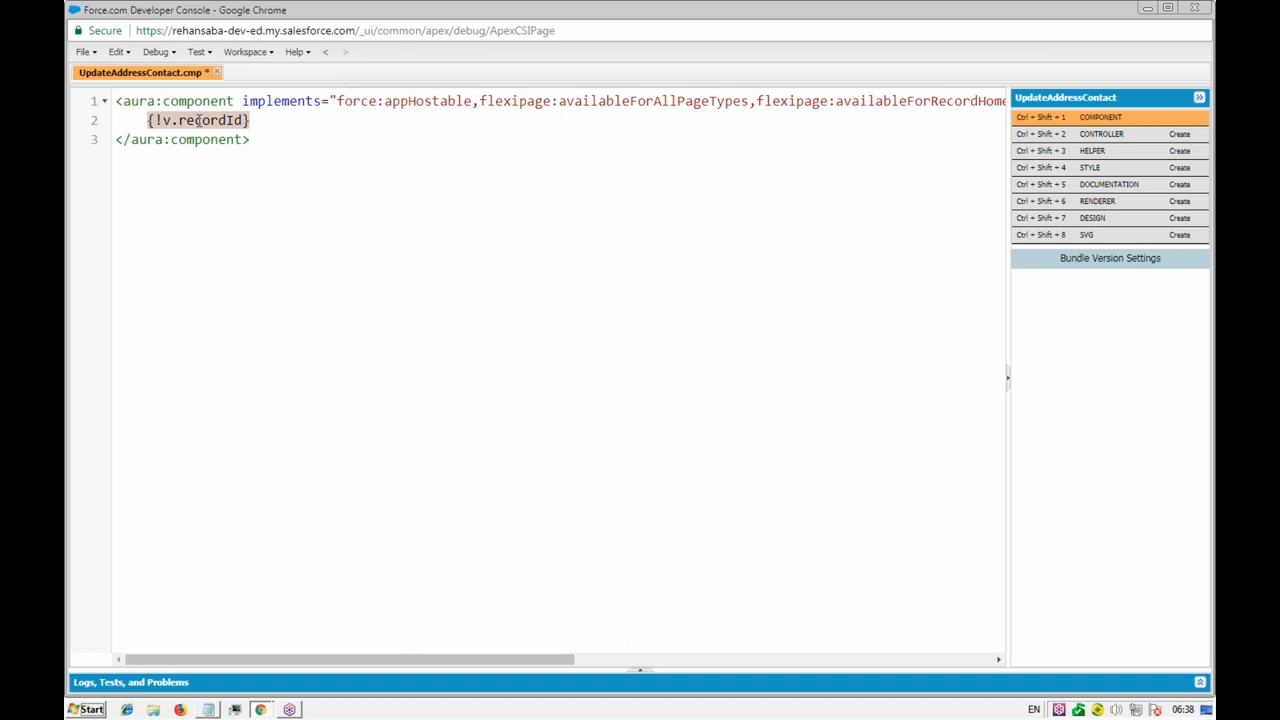 Force.com Developer Console - Google Chrome
Secure https://rehansaba-dev-ed.my.salesforce.com/_ui/common/apex/debug/ApexCSIPage
File Edit Debug Test Workspace Help < >
UpdateAddressContact.cmp *
1 <aura:component implements="force:appHostable,flexipage:availableForAllPageTypes,flexipage:availableForRecordHome
2 {!v.recordId}
3 </aura:component>
UpdateAddressContact
Ctrl + Shift + 1 COMPONENT
Ctrl + Shift + 2 CONTROLLER Create
Ctrl + Shift + 3 HELPER Create
Ctrl + Shift + 4 STYLE Create
Ctrl + Shift + 5 DOCUMENTATION Create
Ctrl + Shift + 6 RENDERER Create
Ctrl + Shift + 7 DESIGN Create
Ctrl + Shift + 8 SVG Create
Bundle Version Settings
Logs, Tests, and Problems
Start EN 06:38